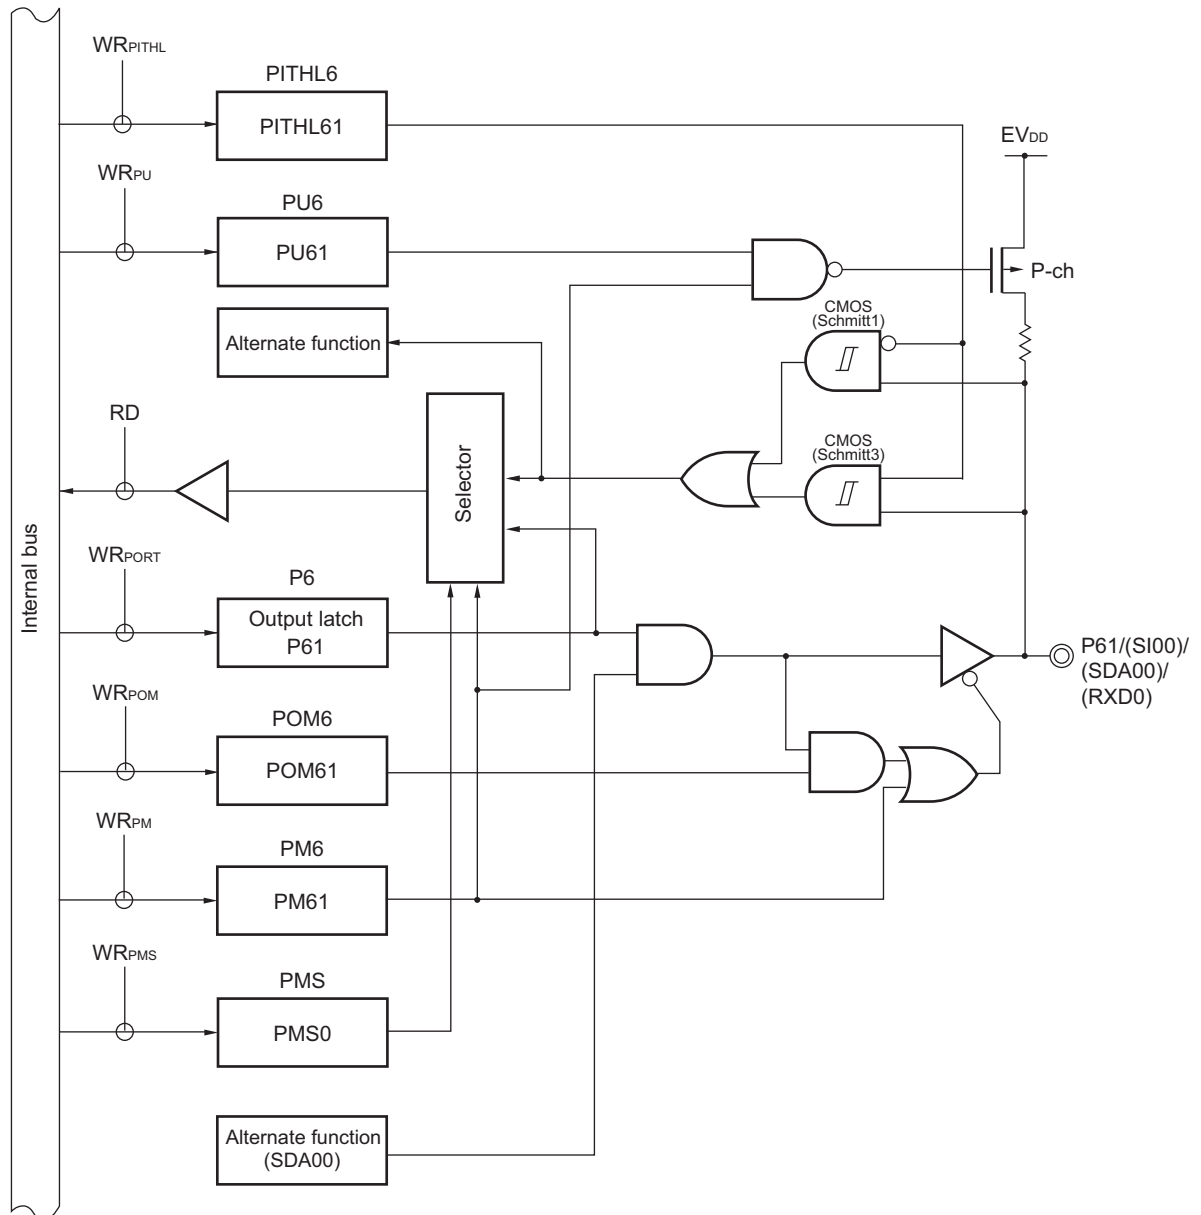 WRPITHL
PITHL6
PITHL61
EVDD
WRPU
PU6
PU61
P-ch
CMOS
(Schmitt1)
Alternate function
RD
Selector
CMOS
(Schmitt3)
Internal bus
WRPORT
P6
Output latch
P61
P61/(SI00)/
(SDA00)/
(RXD0)
WRPOM
POM6
POM61
WRPM
PM6
PM61
WRPMS
PMS
PMS0
Alternate function
(SDA00)